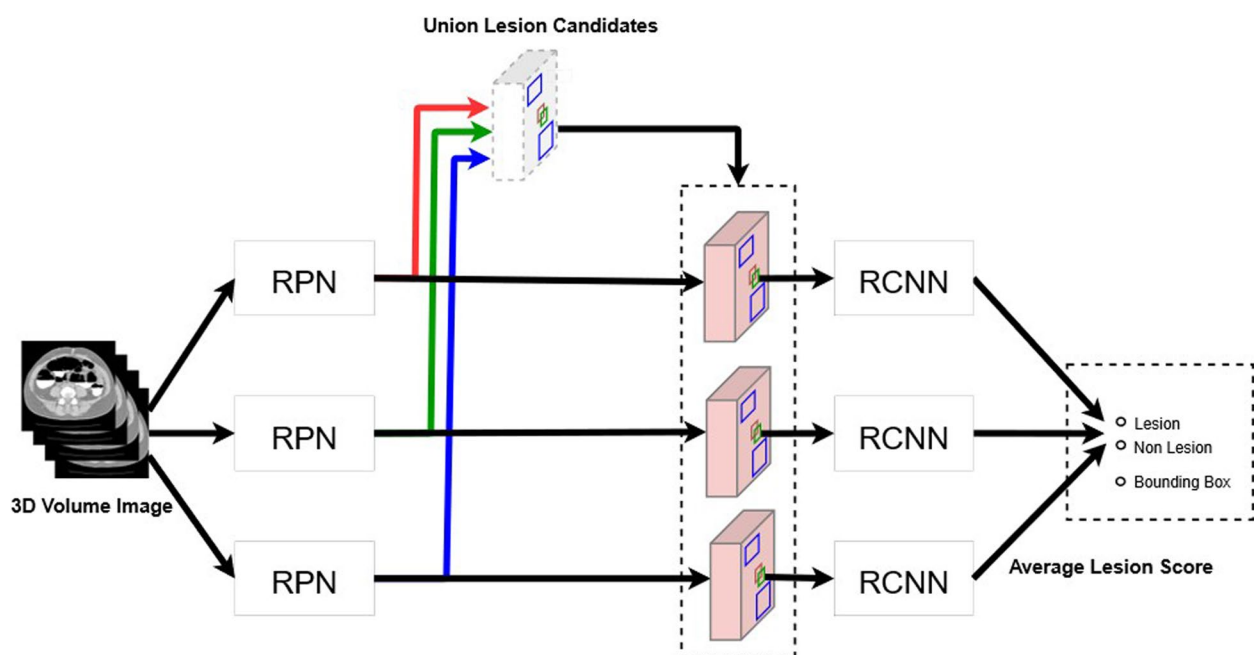 Union Lesion Candidates
RPN
RCNN
3D Volume Image
RPN
RCNN
Lesion
Non Lesion
Bounding Box
RPN
RCNN
Average Lesion Score